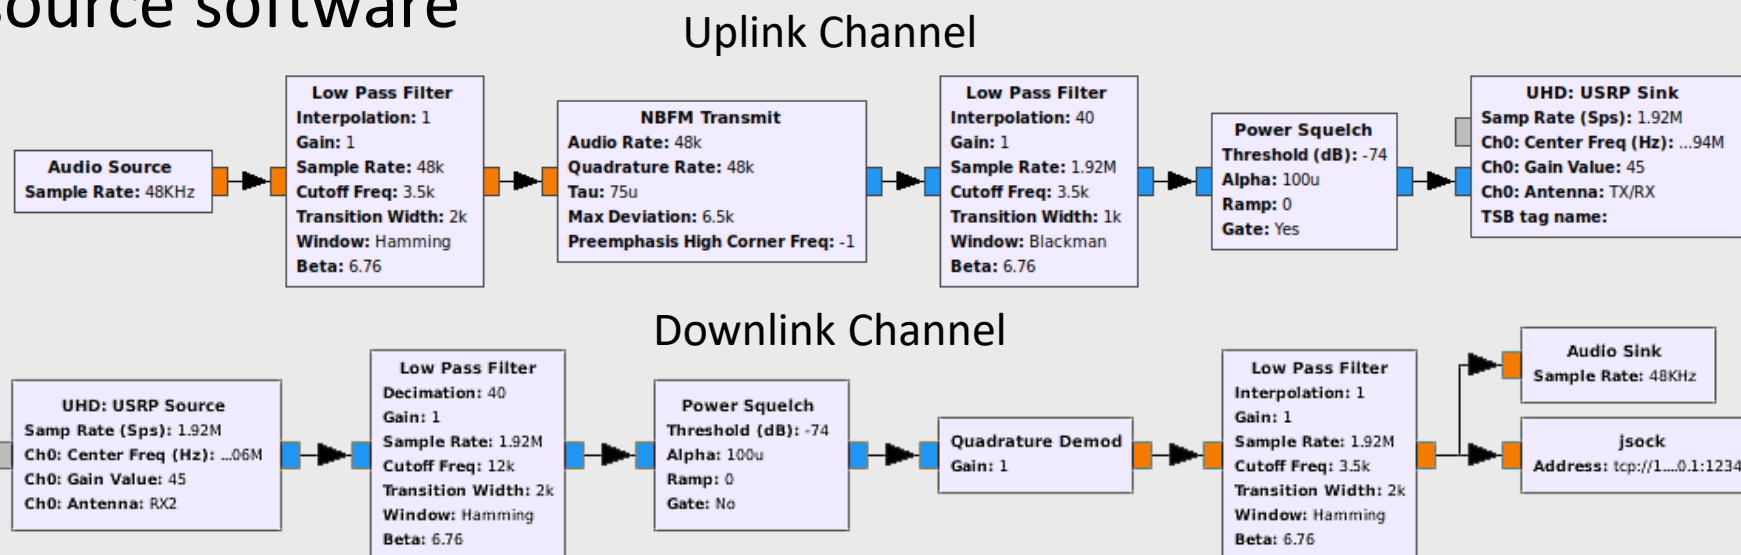 source software
Uplink Channel
Audio Source
Sample Rate: 48KHz
Low Pass Filter
Interpolation: 1
Gain: 1
Sample Rate: 48k
Cutoff Freq: 3.5k
Transition Width: 2k
Window: Hamming
Beta: 6.76
NBFM Transmit
Audio Rate: 48k
Quadrature Rate: 48k
Tau: 75u
Max Deviation: 6.5k
Preemphasis High Corner Freq: -1
Low Pass Filter
Interpolation: 40
Gain: 1
Sample Rate: 1.92M
Cutoff Freq: 3.5k
Transition Width: 1k
Window: Blackman
Beta: 6.76
Power Squelch
Threshold (dB): -74
Alpha: 100u
Ramp: 0
Gate: Yes
UHD: USRP Sink
Samp Rate (Sps): 1.92M
Ch0: Center Freq (Hz): ...94M
Ch0: Gain Value: 45
Ch0: Antenna: TX/RX
TSB tag name:
Downlink Channel
UHD: USRP Source
Samp Rate (Sps): 1.92M
Ch0: Center Freq (Hz): ...06M
Ch0: Gain Value: 45
Ch0: Antenna: RX2
Low Pass Filter
Decimation: 40
Gain: 1
Sample Rate: 1.92M
Cutoff Freq: 12k
Transition Width: 2k
Window: Hamming
Beta: 6.76
Power Squelch
Threshold (dB): -74
Alpha: 100u
Ramp: 0
Gate: No
Quadrature Demod
Gain: 1
Low Pass Filter
Interpolation: 1
Gain: 1
Sample Rate: 1.92M
Cutoff Freq: 3.5k
Transition Width: 2k
Window: Hamming
Beta: 6.76
Audio Sink
Sample Rate: 48KHz
jsock
Address: tcp://1....0.1:1234